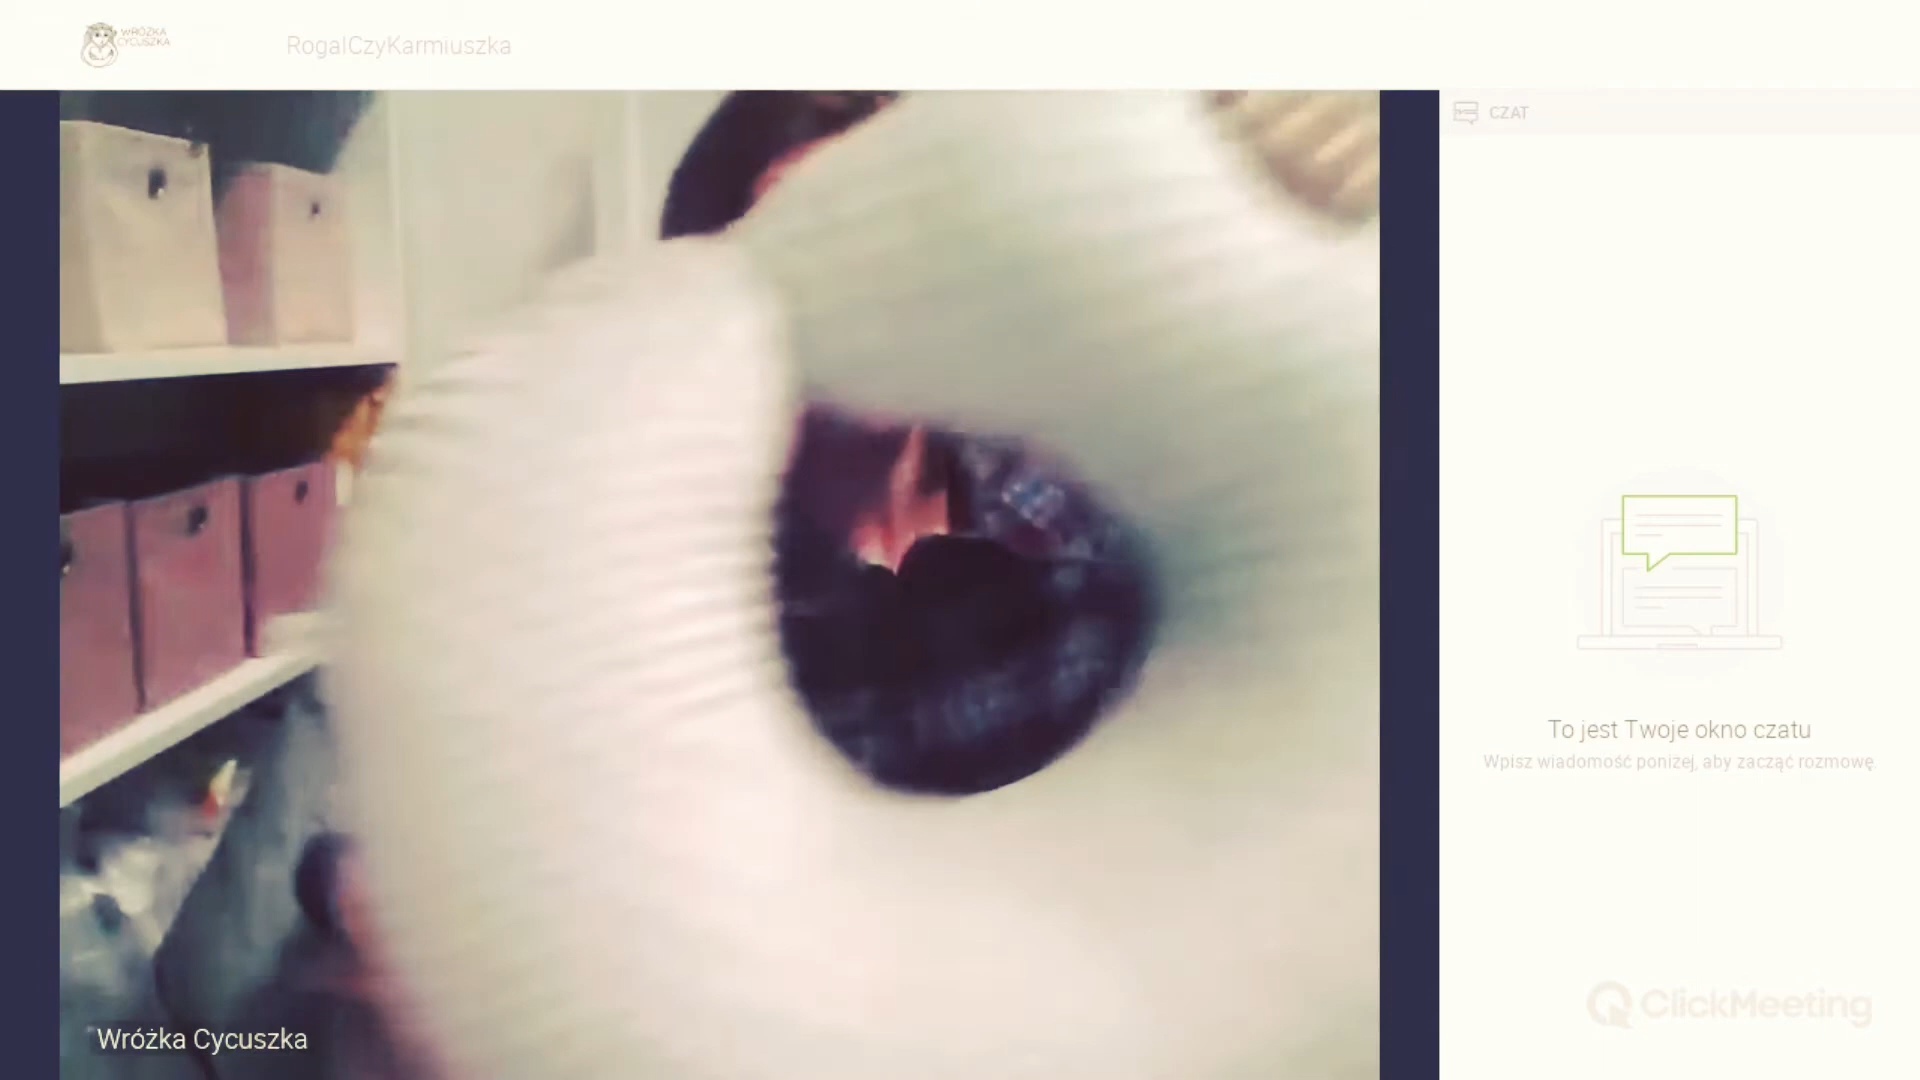 WRÓŻKA
CYCUSZKA
RogalCzyKarmiuszka
CZAT
To jest Twoje okno czatu
Wpisz wiadomość poniżej, aby zacząć rozmowę
ClickMeeting
Wróżka Cycuszka